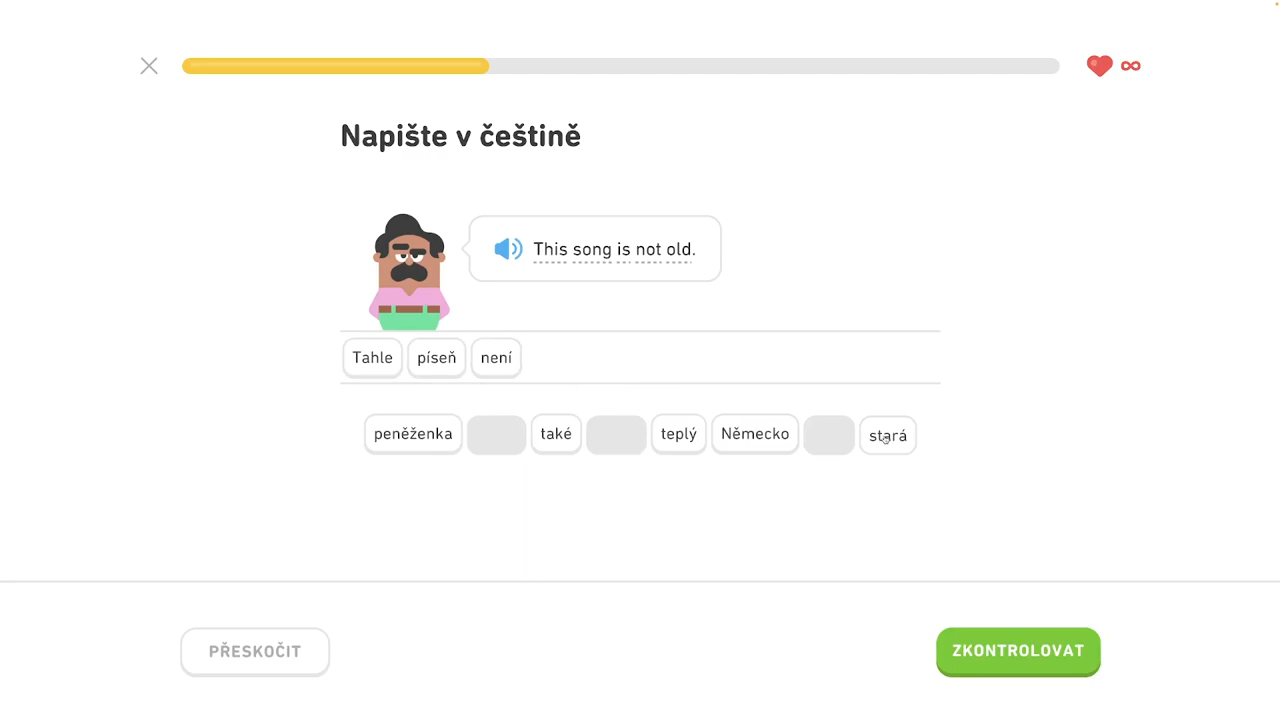 Napište v češtině
This song is not old.
Tahle píseň není
peněženka také teplý Německo stará
PŘESKOČIT
ZKONTROLOVAT